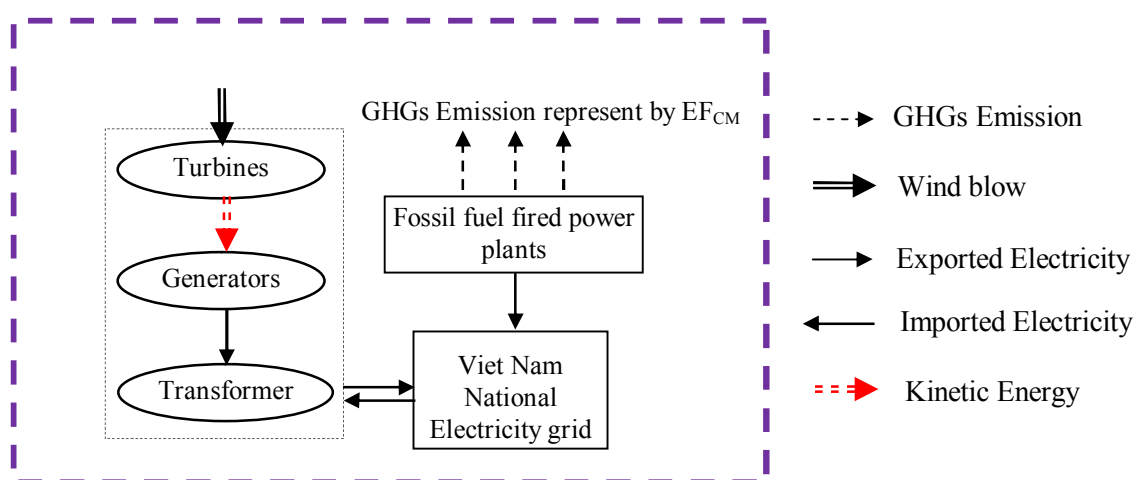 GHGs Emission represent by EFCM
Turbines
Generators
Transformer
Fossil fuel fired power
plants
Viet Nam
National
Electricity grid
GHGs Emission
Wind blow
Exported Electricity
Imported Electricity
Kinetic Energy